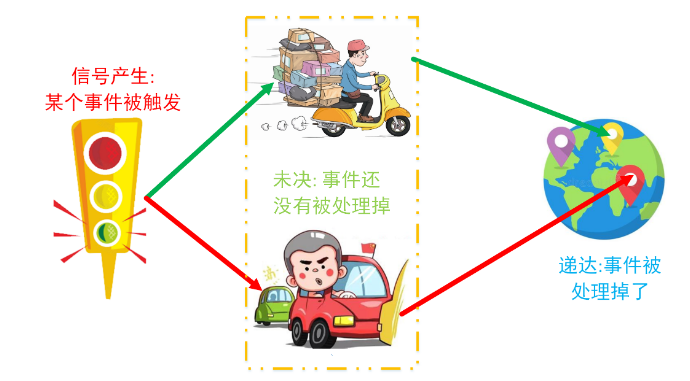 信号产生:
某个事件被触发
未决: 事件还
没有被处理掉
递达:事件被
处理掉了